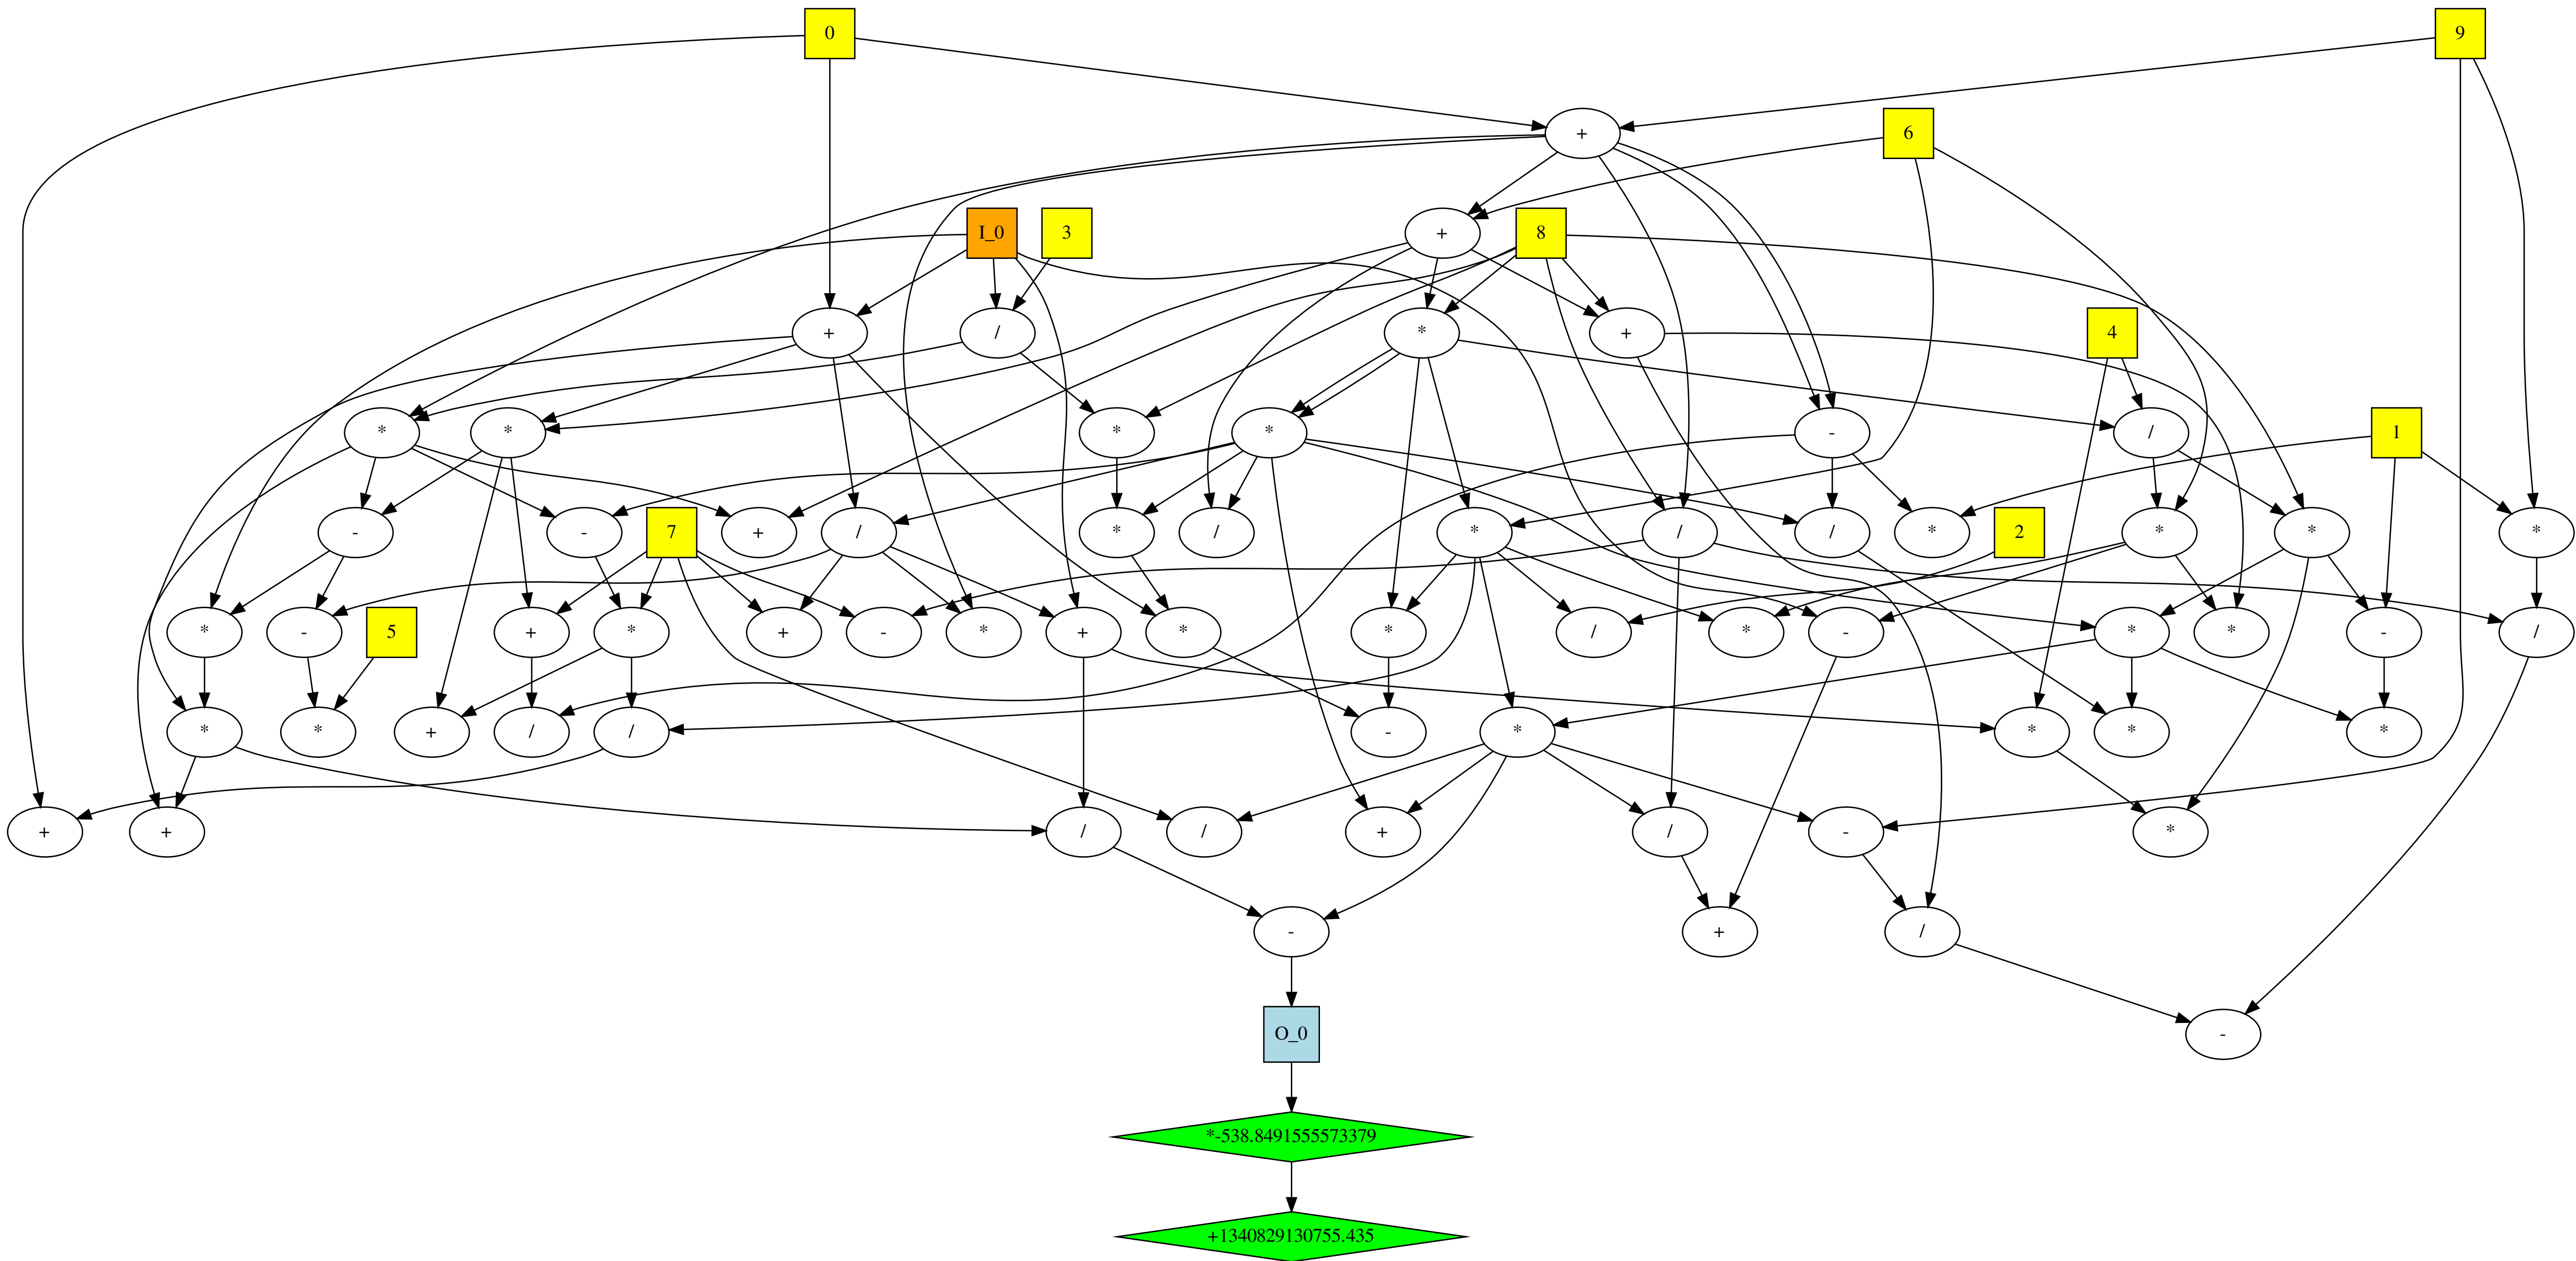 0 9
+ 6
I_0 3 + 8
+ / * + 4
* * * * - / 1
- - 7 + / * / * / / * 2 * * *
* - 5 + * + - * + * * / * - * * - /
* * + / / - * * * *
+ + / / + / - *
- + /
O_0 -
*-538.8491555573379
+1340829130755.435